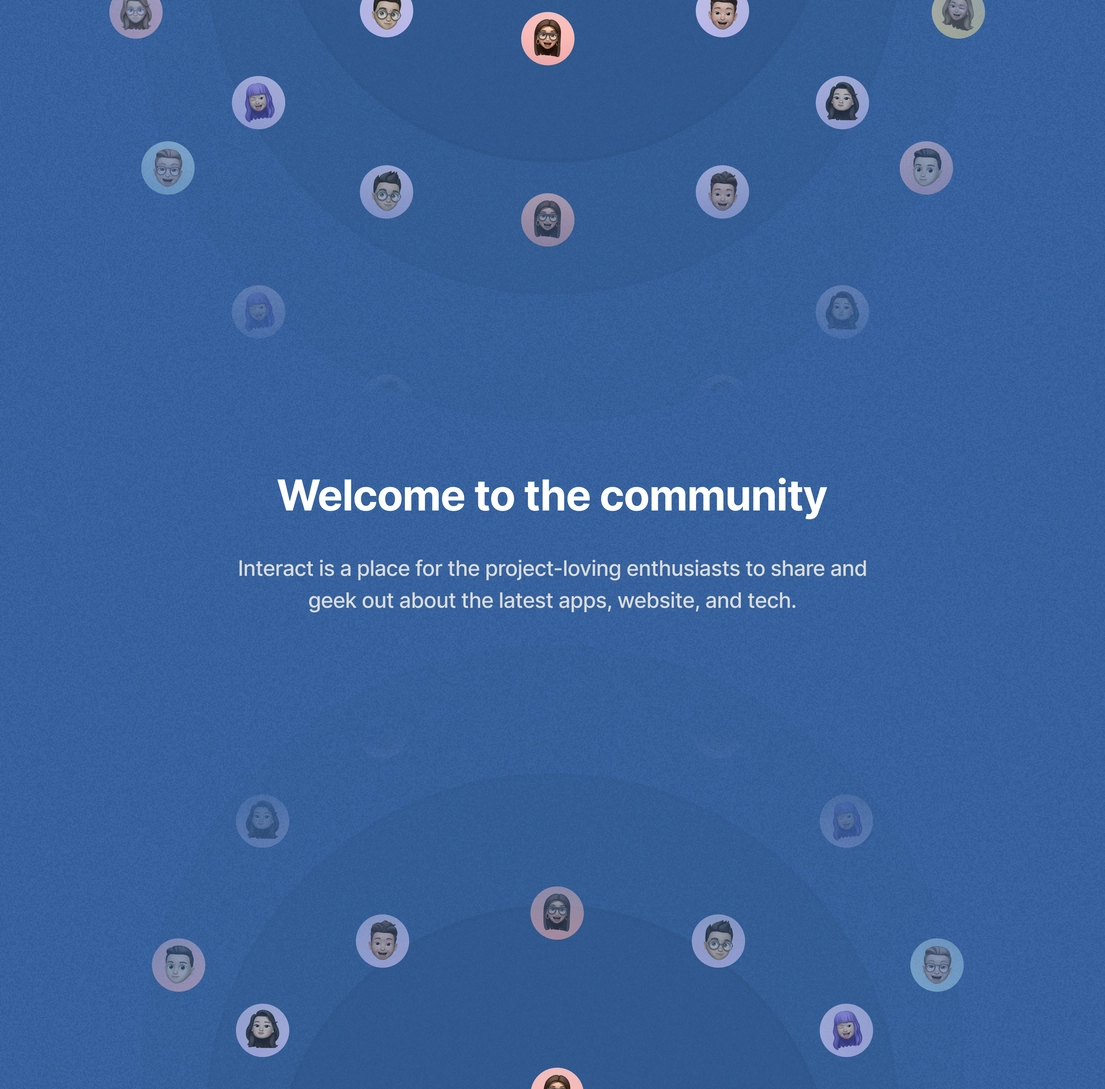 Welcome to the community
Interact is a place for the project-loving enthusiasts to share and
geek out about the latest apps, website, and tech.